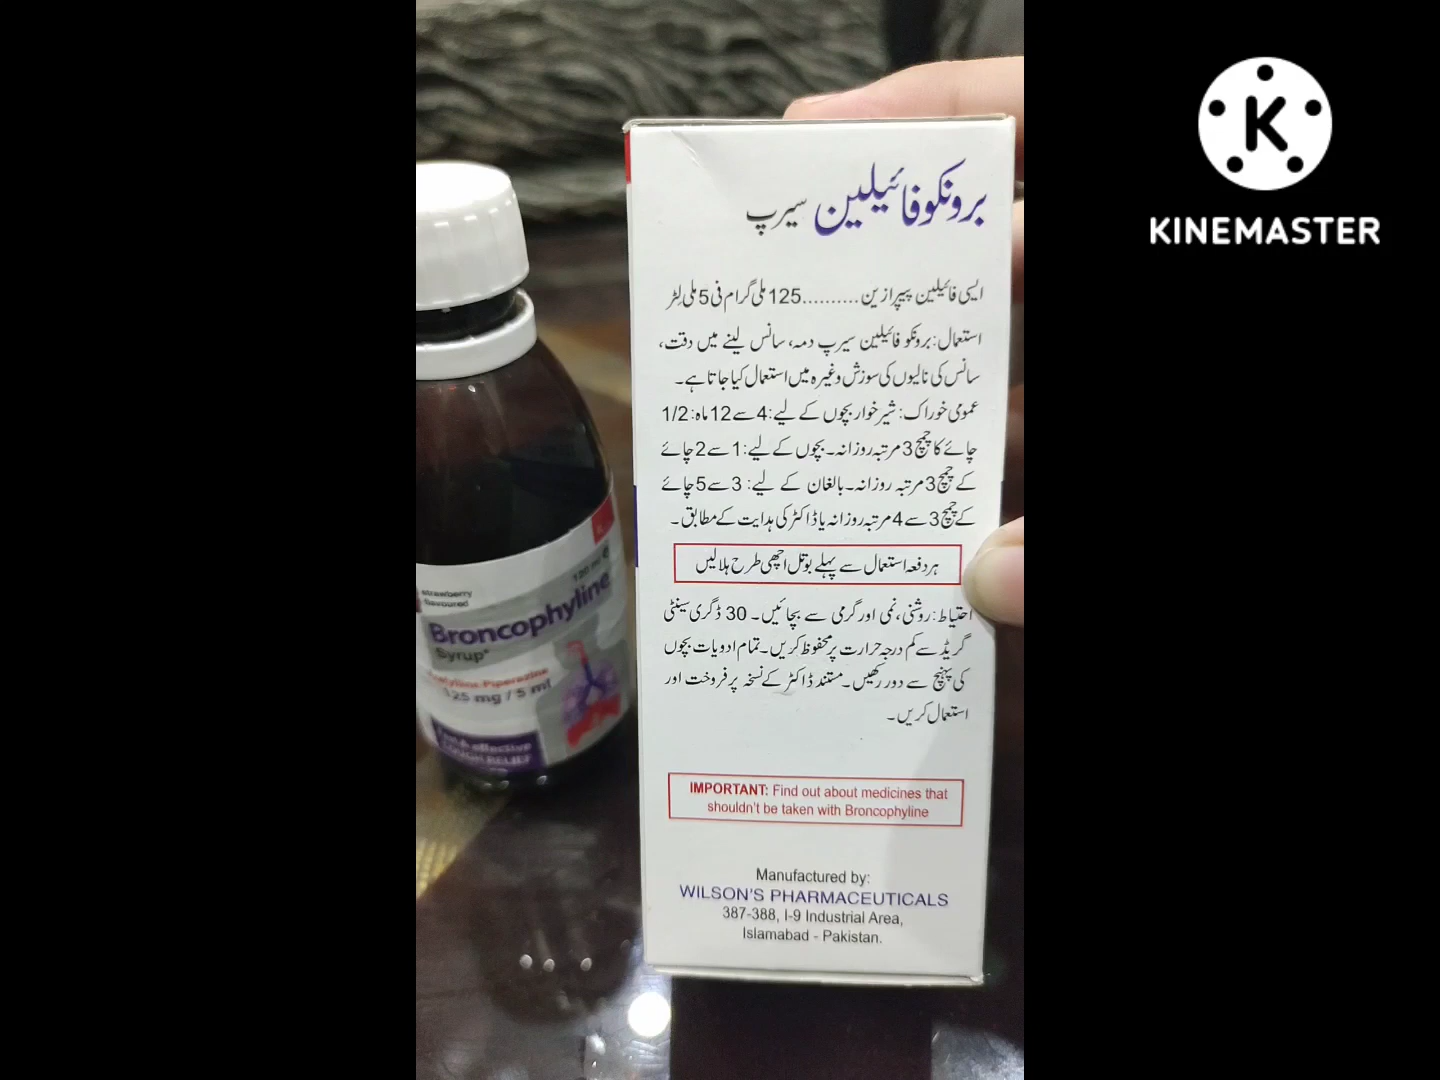 برونکوفائیلین سیرپ
ایسی فائیلین پیپرازین..........125 ملی گرام فی 5 ملی لٹر
استعمال: برونکو فائیلین سیرپ دمہ، سانس لینے میں دقت،
سانس کی نالیوں کی سوزش وغیرہ میں استعمال کیا جاتا ہے۔
عمومی خوراک: شیر خوار بچوں کے لیے: 4 سے 12 ماہ: 1/2
چائے کا چمچ 3 مرتبہ روزانہ۔ بچوں کے لیے: 1 سے 2 چائے
کے چمچ 3 مرتبہ روزانہ۔ بالغان کے لیے: 3 سے 5 چائے
کے چمچ 3 سے 4 مرتبہ روزانہ یا ڈاکٹر کی ہدایت کے مطابق۔
ہر دفعہ استعمال سے پہلے بوتل اچھی طرح ہلا لیں
احتیاط: روشنی، نمی اور گرمی سے بچائیں۔ 30 ڈگری سینٹی
گریڈ سے کم درجہ حرارت پر محفوظ کریں۔ تمام ادویات بچوں
کی پہنچ سے دور رکھیں۔ مستند ڈاکٹر کے نسخہ پر فروخت اور
استعمال کریں۔
IMPORTANT: Find out about medicines that
shouldn't be taken with Broncophyline
Manufactured by:
WILSON'S PHARMACEUTICALS
387-388, I-9 Industrial Area,
Islamabad - Pakistan.
120 ml
strawberry
flavoured
Broncophyline
Syrup
Piperazine
125 mg / 5 ml
effective
COUGH RELIEF
K
KINEMASTER